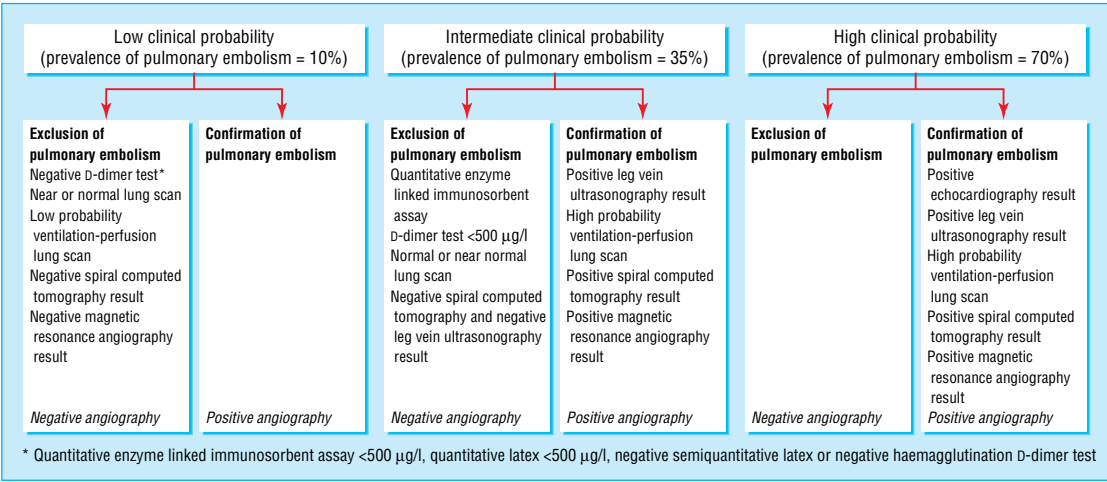 Low clinical probability
(prevalence of pulmonary embolism = 10%)
Exclusion of
pulmonary embolism
Negative D-dimer test*
Near or normal lung scan
Low probability
ventilation-perfusion
lung scan
Negative spiral computed
tomography result
Negative magnetic
resonance angiography
result
Negative angiography
Confirmation of
pulmonary embolism
Positive angiography
Intermediate clinical probability
(prevalence of pulmonary embolism = 35%)
Exclusion of
pulmonary embolism
Quantitative enzyme
linked immunosorbent
assay
D-dimer test <500 μg/l
Normal or near normal
lung scan
Negative spiral computed
tomography and negative
leg vein ultrasonography
result
Negative angiography
Confirmation of
pulmonary embolism
Positive leg vein
ultrasonography result
High probability
ventilation-perfusion
lung scan
Positive spiral computed
tomography result
Positive magnetic
resonance angiography
result
Positive angiography
High clinical probability
(prevalence of pulmonary embolism = 70%)
Exclusion of
pulmonary embolism
Negative angiography
Confirmation of
pulmonary embolism
Positive
echocardiography result
Positive leg vein
ultrasonography result
High probability
ventilation-perfusion
lung scan
Positive spiral computed
tomography result
Positive magnetic
resonance angiography
result
Positive angiography
* Quantitative enzyme linked immunosorbent assay <500 μg/l, quantitative latex <500 μg/l, negative semiquantitative latex or negative haemagglutination D-dimer test